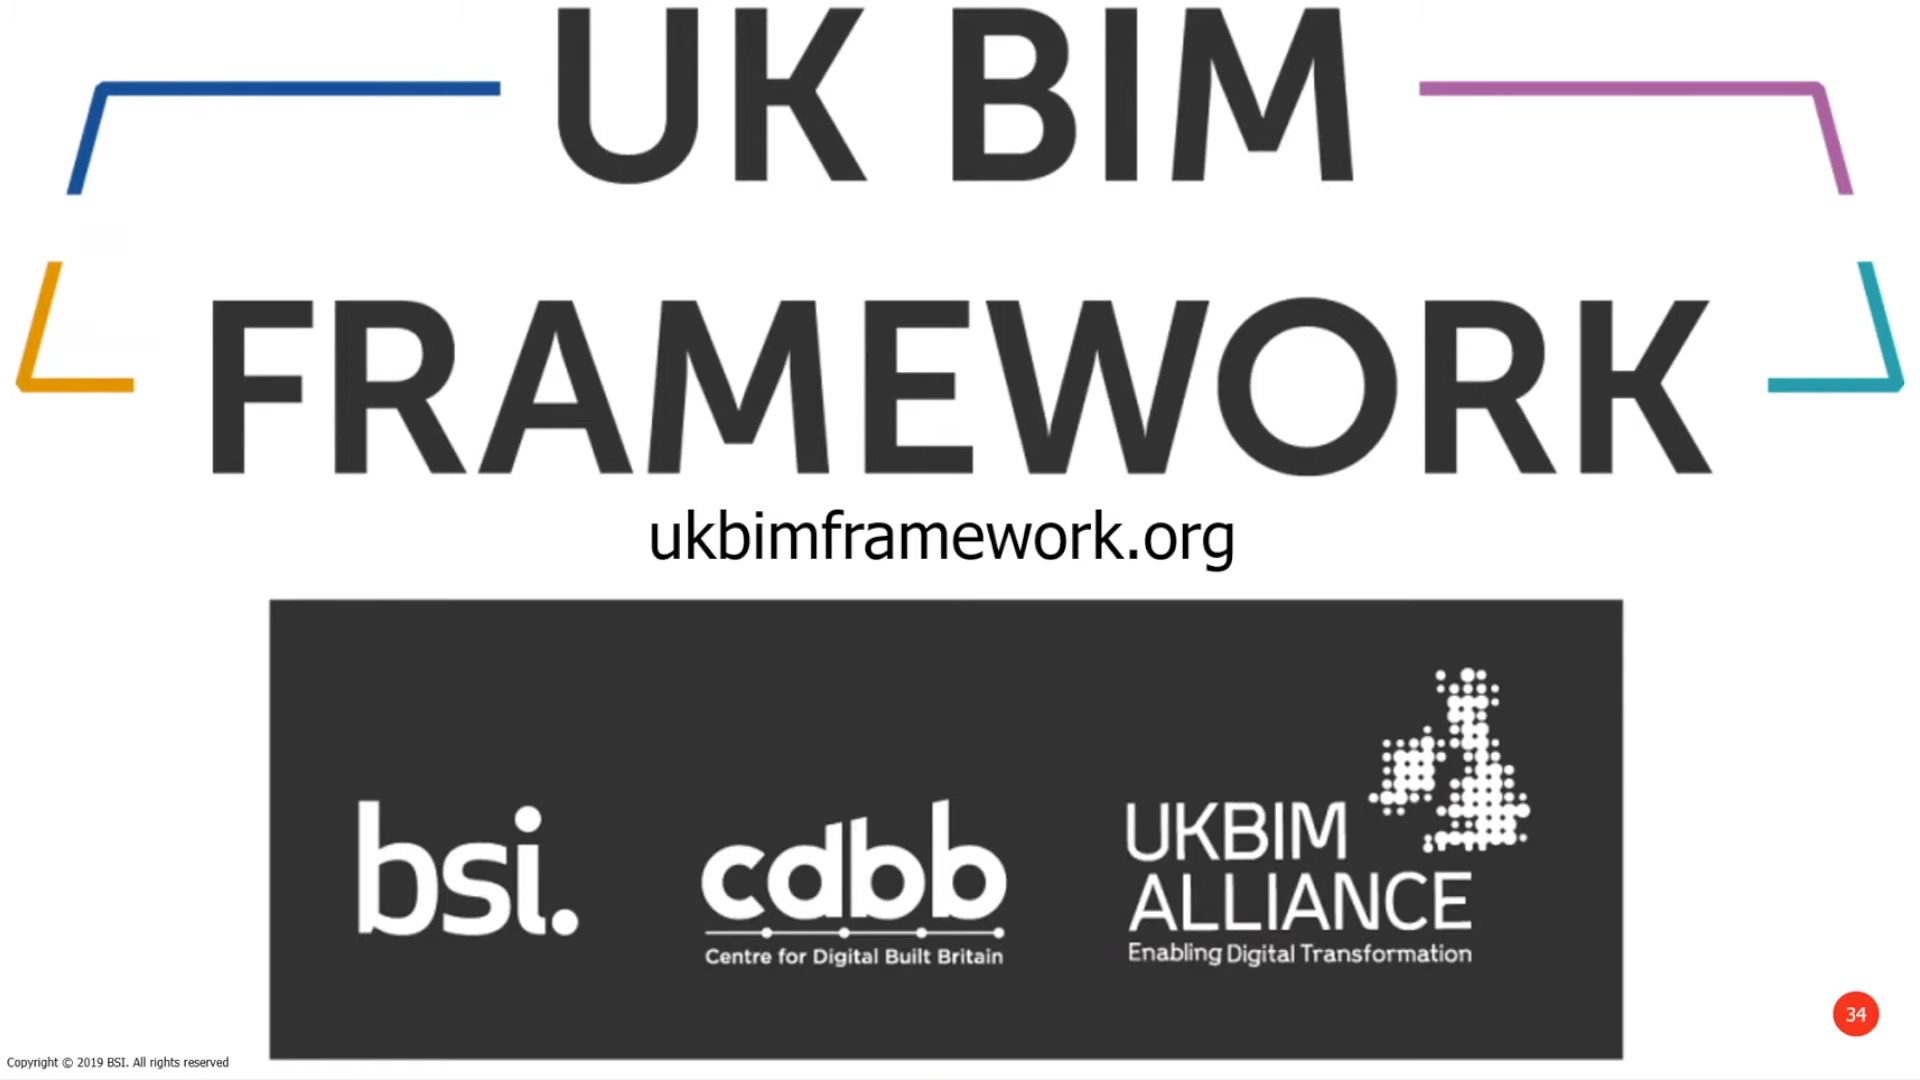 UK BIM
FRAMEWORK
ukbimframework.org
bsi.
cdbb
Centre for Digital Built Britain
UKBIM
ALLIANCE
Enabling Digital Transformation
34
Copyright © 2019 BSI. All rights reserved